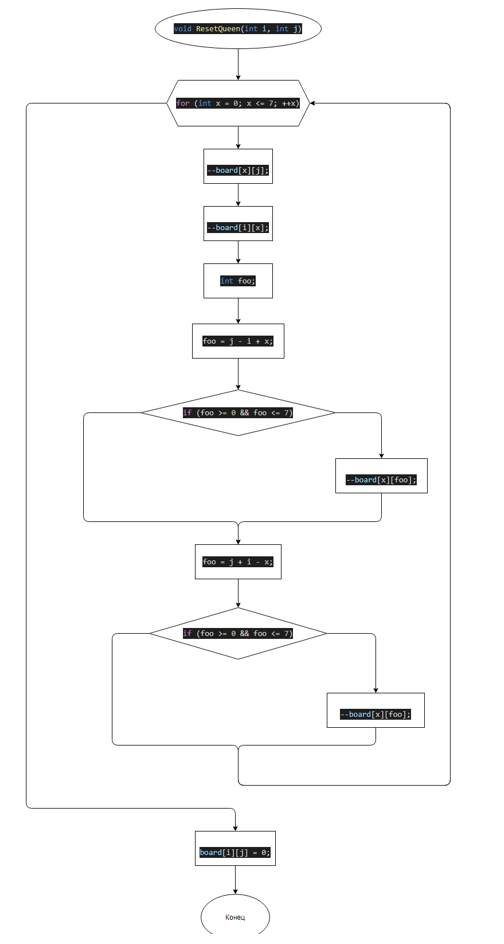 void ResetQueen(int i, int j)
for (int x = 0; x <= 7; ++x)
--board[x][j];
--board[i][x];
int foo;
foo = j - i + x;
if (foo >= 0 && foo <= 7)
--board[x][foo];
foo = j + i - x;
if (foo >= 0 && foo <= 7)
--board[x][foo];
board[i][j] = 0;
Конец